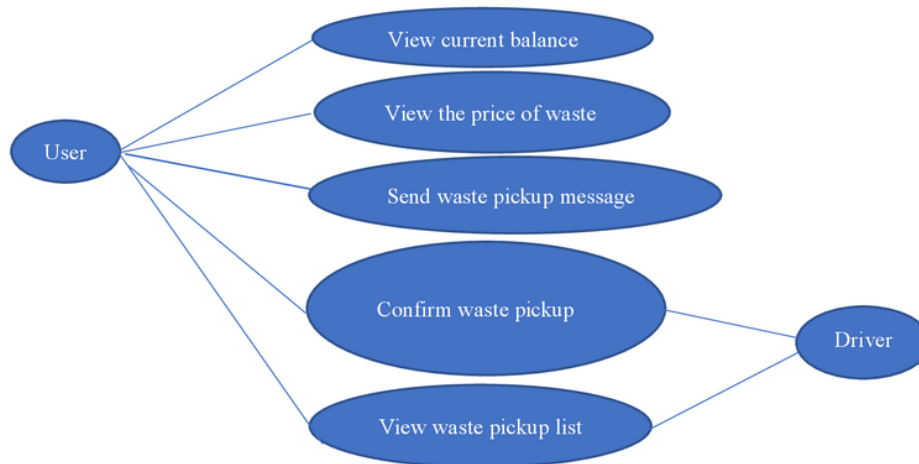 View current balance
View the price of waste
User
Send waste pickup message
Confirm waste pickup
Driver
View waste pickup list